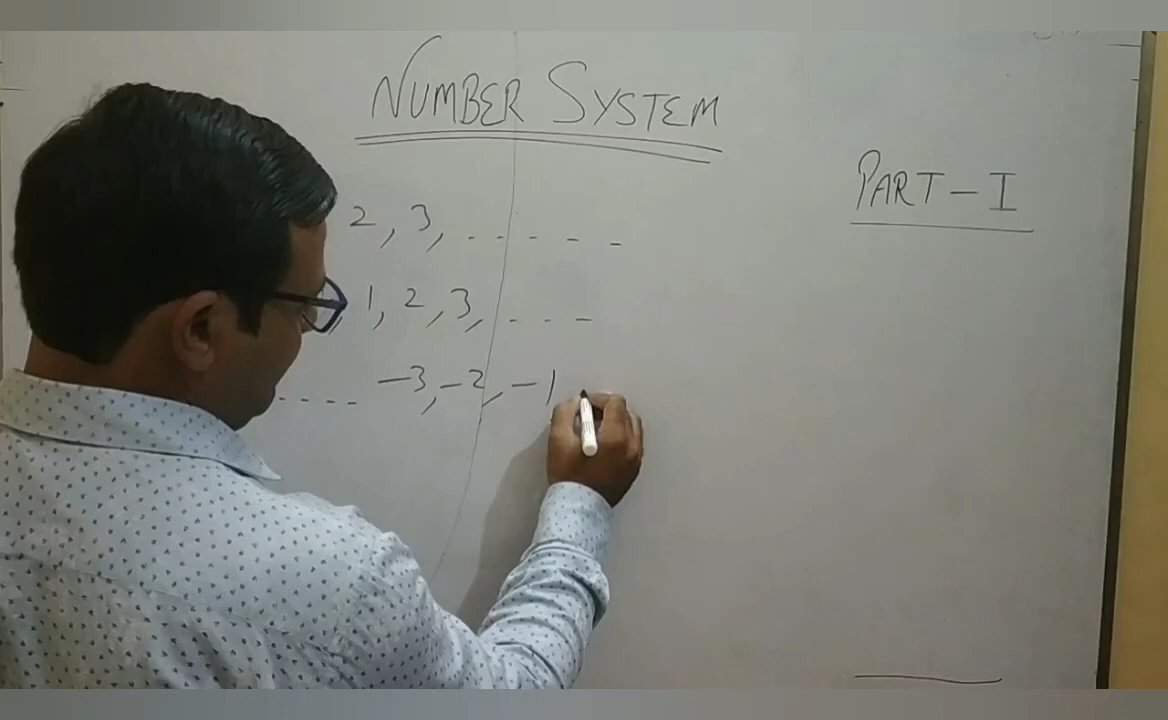 NUMBER SYSTEM
PART-I
2, 3, - - - - -
1, 2, 3, - - -
- - - - -3, -2, -1